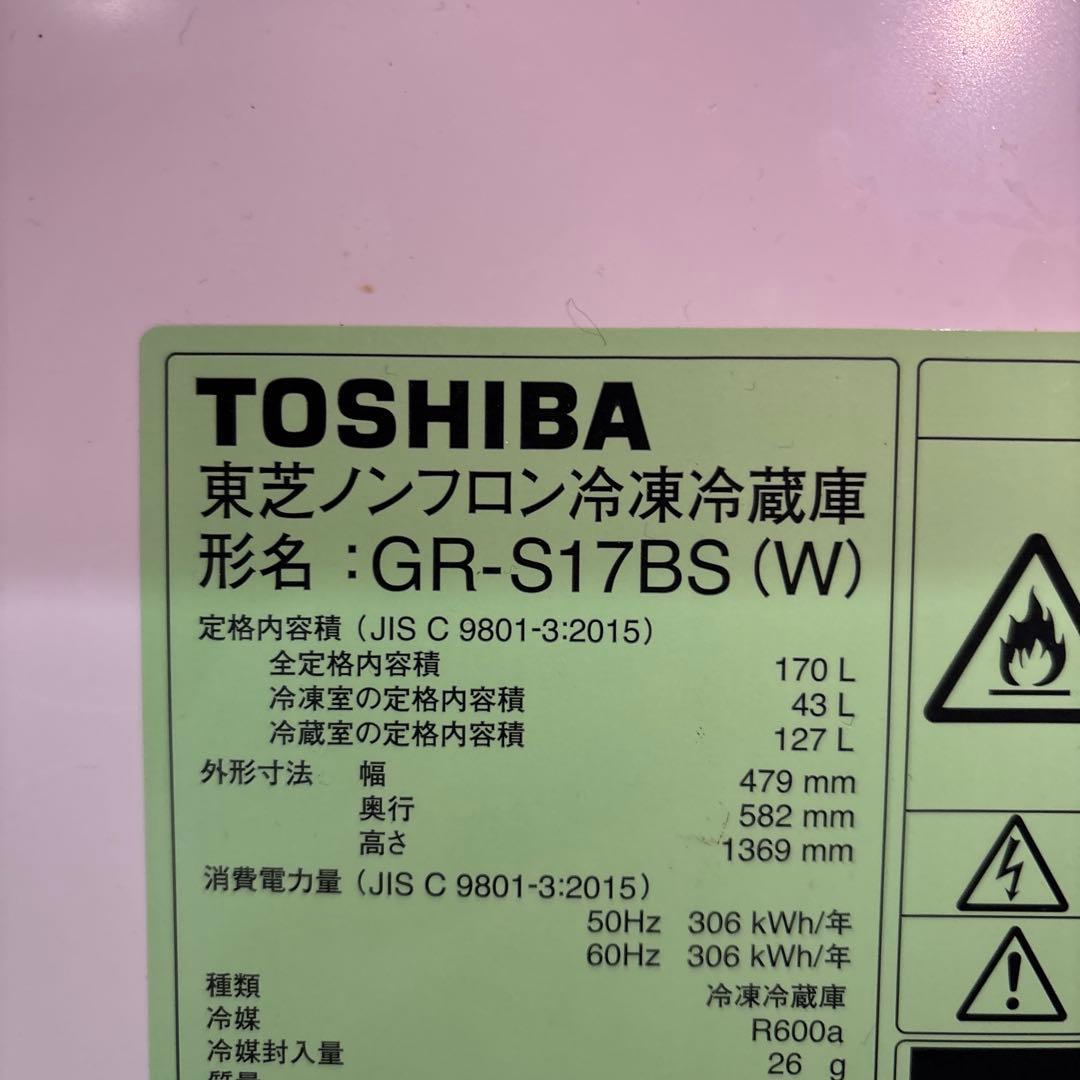 TOSHIBA
東芝ノンフロン冷凍冷蔵庫
形名 : GR-S17BS (W)
定格内容積 (JIS C 9801-3:2015)
全定格内容積 170 L
冷凍室の定格内容積 43 L
冷蔵室の定格内容積 127 L
外形寸法 幅 479 mm
奥行 582 mm
高さ 1369 mm
消費電力量 (JIS C 9801-3:2015)
50Hz 306 kWh/年
60Hz 306 kWh/年
種類 冷凍冷蔵庫
冷媒 R600a
冷媒封入量 26 g